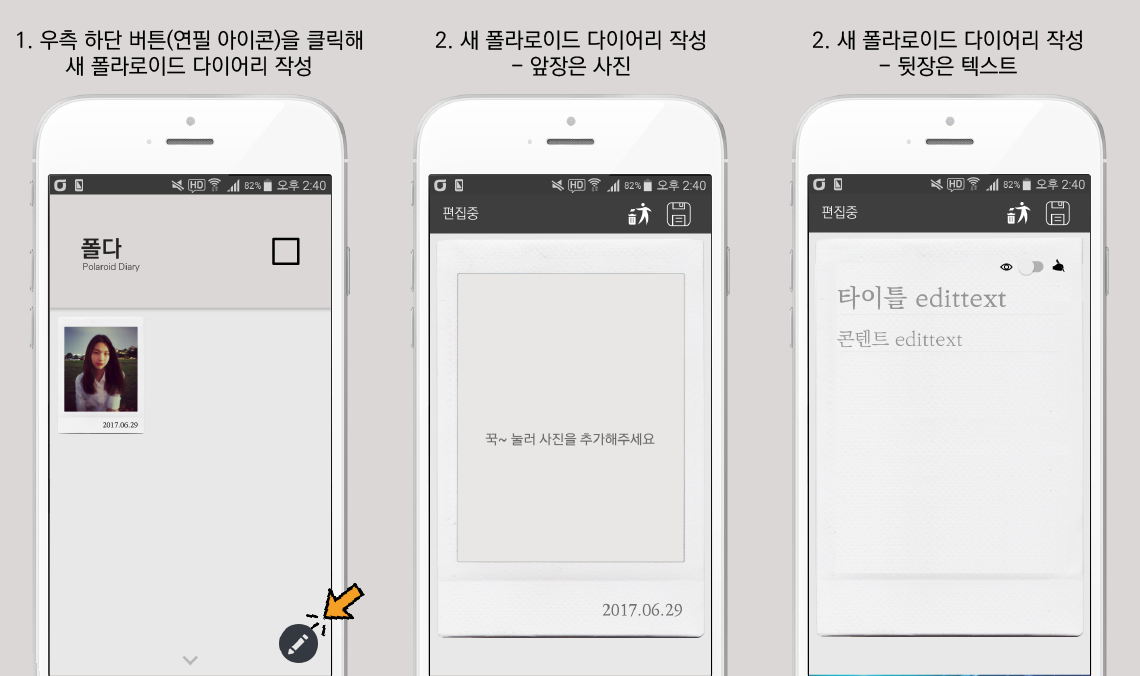 1. 우측 하단 버튼(연필 아이콘)을 클릭해
새 폴라로이드 다이어리 작성
HD 82% 오후 2:40
폴다
Polaroid Diary
2017.06.29
2. 새 폴라로이드 다이어리 작성
- 앞장은 사진
HD 82% 오후 2:40
편집중
꾹~ 눌러 사진을 추가해주세요
2017.06.29
2. 새 폴라로이드 다이어리 작성
- 뒷장은 텍스트
HD 82% 오후 2:40
편집중
타이틀 edittext
콘텐트 edittext